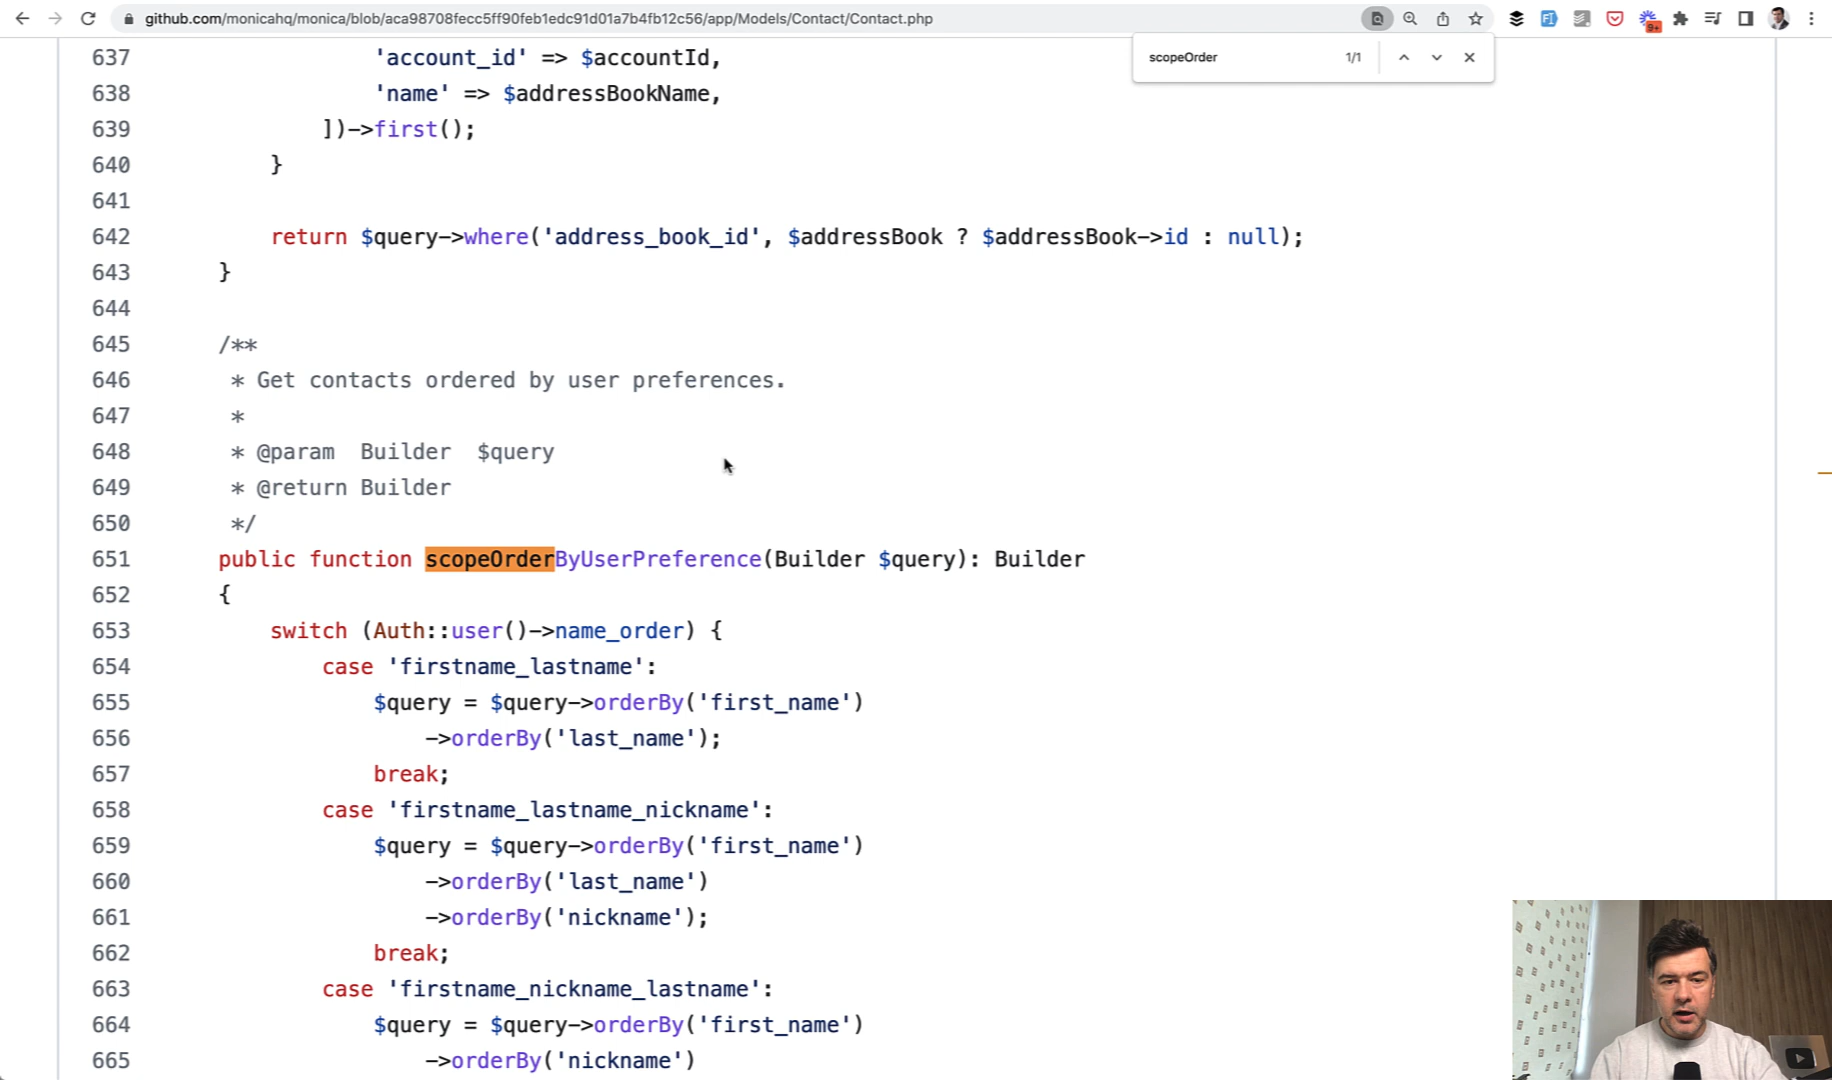 github.com/monicahq/monica/blob/aca98708fecc5ff90feb1edc91d01a7b4fb12c56/app/Models/Contact/Contact.php
9+
scopeOrder 1/1
637 'account_id' => $accountId,
638 'name' => $addressBookName,
639 ])->first();
640 }
641
642 return $query->where('address_book_id', $addressBook ? $addressBook->id : null);
643 }
644
645 /**
646 * Get contacts ordered by user preferences.
647 *
648 * @param Builder $query
649 * @return Builder
650 */
651 public function scopeOrderByUserPreference(Builder $query): Builder
652 {
653 switch (Auth::user()->name_order) {
654 case 'firstname_lastname':
655 $query = $query->orderBy('first_name')
656 ->orderBy('last_name');
657 break;
658 case 'firstname_lastname_nickname':
659 $query = $query->orderBy('first_name')
660 ->orderBy('last_name')
661 ->orderBy('nickname');
662 break;
663 case 'firstname_nickname_lastname':
664 $query = $query->orderBy('first_name')
665 ->orderBy('nickname')